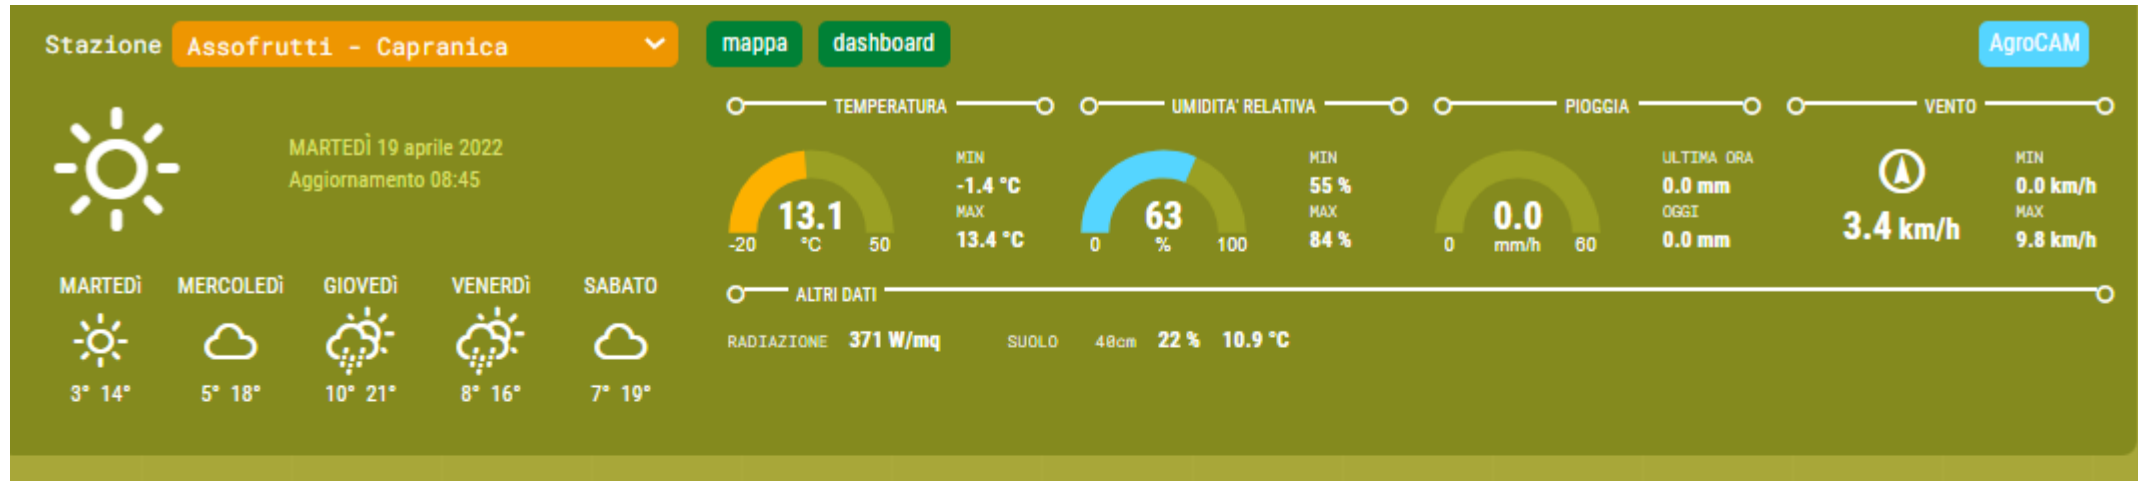 Stazione Assofrutti - Capranica mappa dashboard AgroCAM
MARTEDÌ 19 aprile 2022
Aggiornamento 08:45
MARTEDÌ MERCOLEDÌ GIOVEDÌ VENERDÌ SABATO
3° 14° 5° 18° 10° 21° 8° 16° 7° 19°
TEMPERATURA
13.1
°C
-20 50
MIN
-1.4 °C
MAX
13.4 °C
UMIDITA' RELATIVA
63
%
0 100
MIN
55 %
MAX
84 %
PIOGGIA
0.0
mm/h
0 60
ULTIMA ORA
0.0 mm
OGGI
0.0 mm
VENTO
3.4 km/h
MIN
0.0 km/h
MAX
9.8 km/h
ALTRI DATI
RADIAZIONE 371 W/mq SUOLO 40cm 22 % 10.9 °C